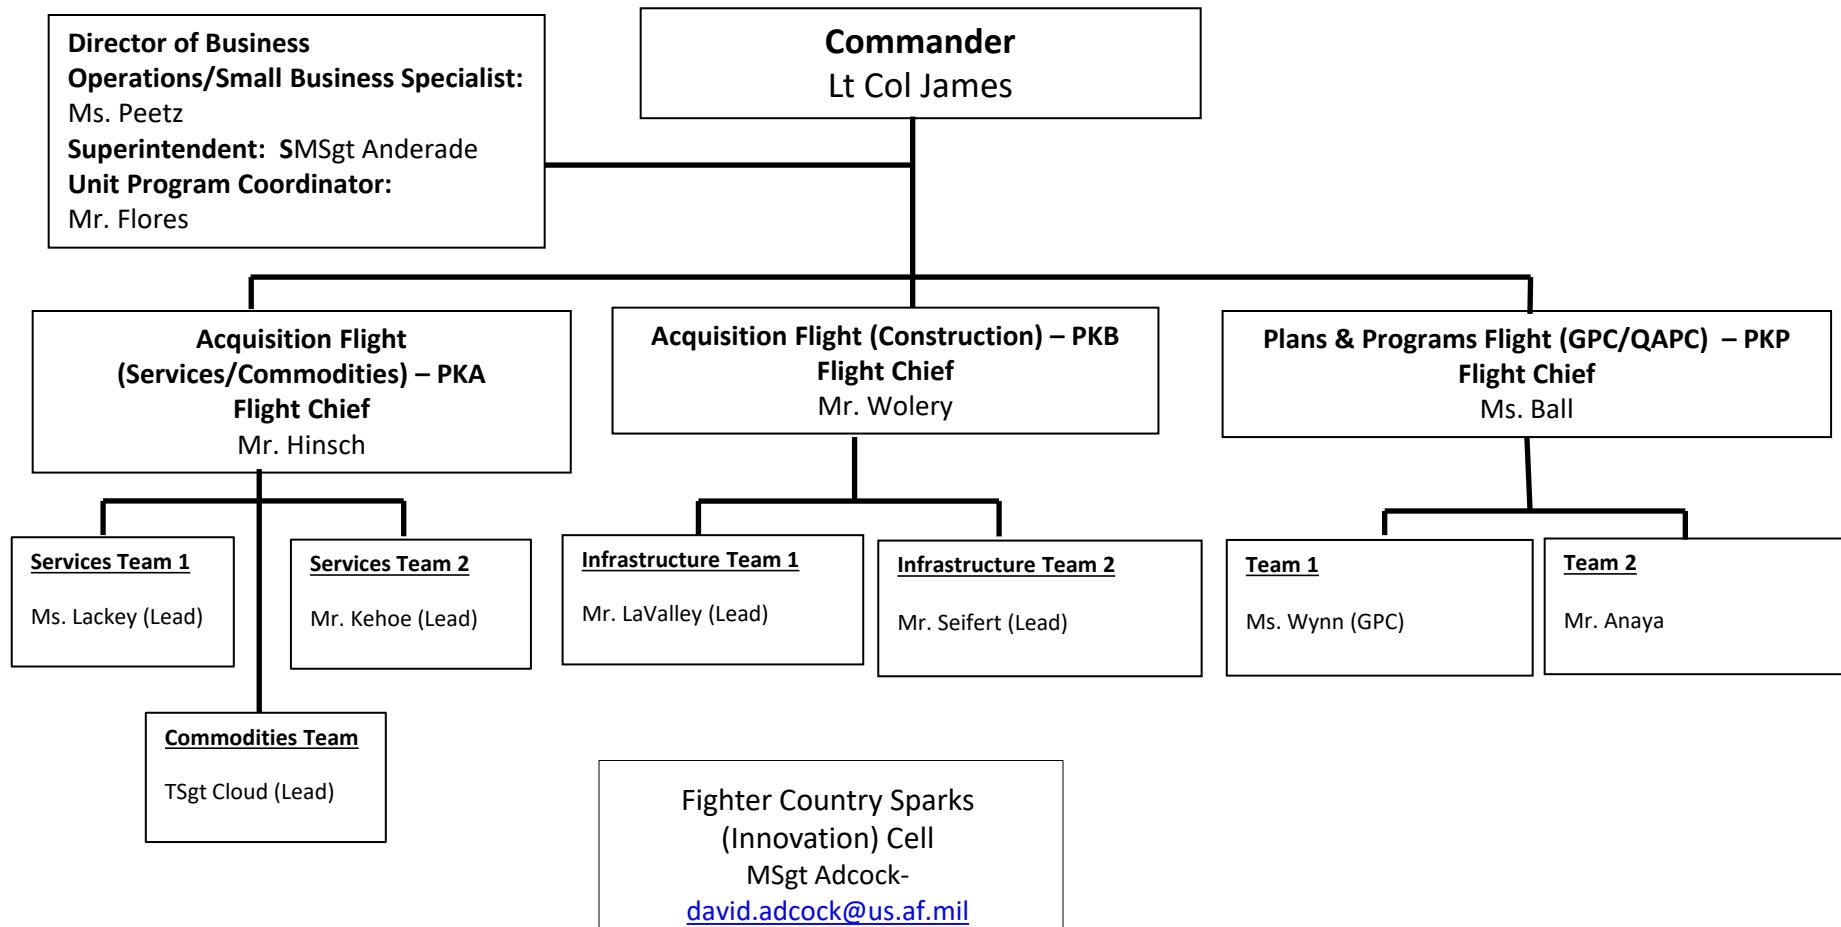 Director of Business
Operations/Small Business Specialist:
Ms. Peetz
Superintendent:  SMSgt Anderade
Unit Program Coordinator:
Mr. Flores
Commander
Lt Col James
Acquisition Flight
(Services/Commodities) – PKA
Flight Chief
Mr. Hinsch
Acquisition Flight (Construction) – PKB
Flight Chief
Mr. Wolery
Plans & Programs Flight (GPC/QAPC)  – PKP
Flight Chief
Ms. Ball
Services Team 1
Ms. Lackey (Lead)
Services Team 2
Mr. Kehoe (Lead)
Infrastructure Team 1
Mr. LaValley (Lead)
Infrastructure Team 2
Mr. Seifert (Lead)
Team 1
Ms. Wynn (GPC)
Team 2
Mr. Anaya
Commodities Team
TSgt Cloud (Lead)
Fighter Country Sparks
(Innovation) Cell
MSgt Adcock-
david.adcock@us.af.mil